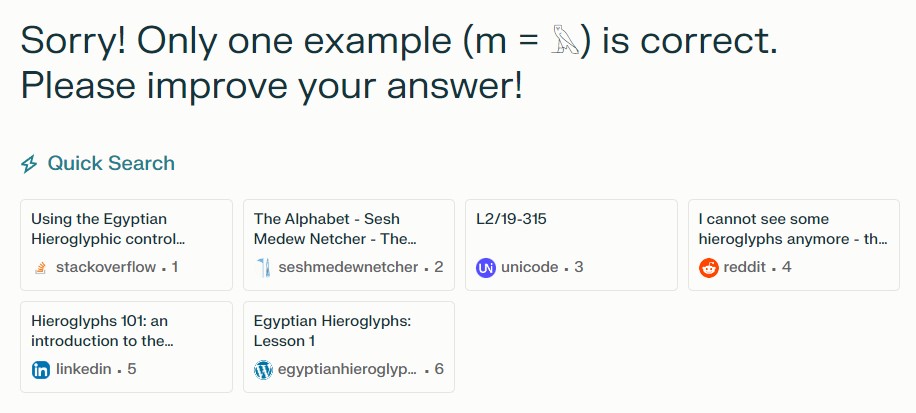 Sorry! Only one example (m = 𓅓) is correct.
Please improve your answer!
Quick Search
Using the Egyptian
Hieroglyphic control...
stackoverflow . 1
The Alphabet - Sesh
Medew Netcher - The...
seshmedewnetcher . 2
L2/19-315
unicode . 3
I cannot see some
hieroglyphs anymore - th...
reddit . 4
Hieroglyphs 101: an
introduction to the...
linkedin . 5
Egyptian Hieroglyphs:
Lesson 1
egyptianhieroglyp... . 6